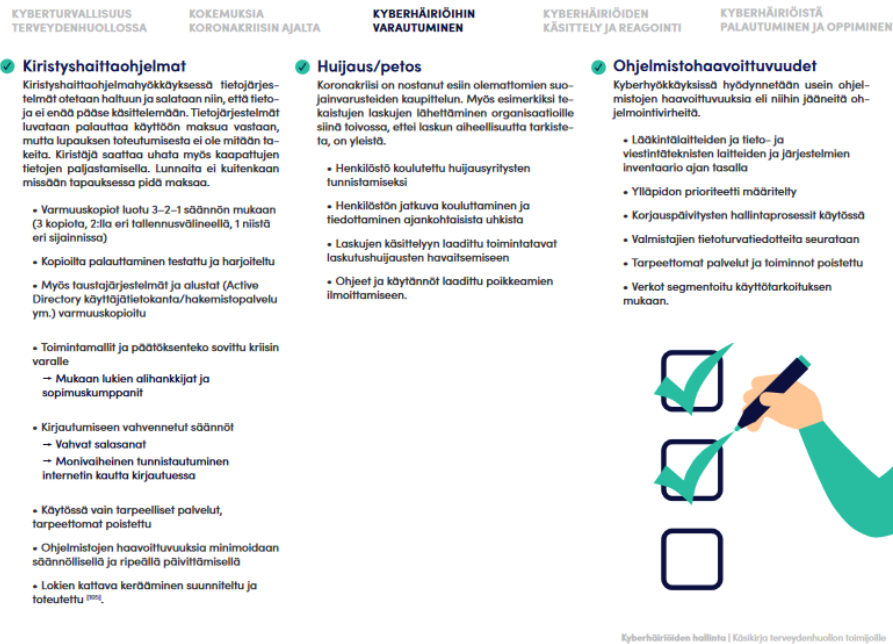 KYBERTURVALLISUUS
TERVEYDENHUOLLOSSA
KOKEMUKSIA
KORONAKRIISIN AJALTA
KYBERHÄIRIÖIHIN
VARAUTUMINEN
KYBERHÄIRIÖIDEN
KÄSITTELY JA REAGOINTI
KYBERHÄIRIÖISTÄ
PALAUTUMINEN JA OPPIMINEN
Kiristyshaittaohjelmat
Kiristyshaittaohjelmahyökkäyksessä tietojärjes-
telmät otetaan haltuun ja salataan niin, että tieto-
ja ei enää pääse käsittelemään. Tietojärjestelmät
luvataan palauttaa käyttöön maksua vastaan,
mutta lupauksen toteutumisesta ei ole mitään ta-
keita. Kiristäjä saattaa uhata myös kaapattujen
tietojen paljastamisella. Lunnaita ei kuitenkaan
missään tapauksessa pidä maksaa.
• Varmuuskopiot luotu 3–2–1 säännön mukaan
(3 kopiota, 2:lla eri tallennusvälineellä, 1 niistä
eri sijainnissa)
• Kopioilta palauttaminen testattu ja harjoiteltu
• Myös taustajärjestelmät ja alustat (Active
Directory käyttäjätietokanta/hakemistopalvelu
ym.) varmuuskopioitu
• Toimintamallit ja päätöksenteko sovittu kriisin
varalle
→ Mukaan lukien alihankkijat ja
sopimuskumppanit
• Kirjautumiseen vahvennetut säännöt
→ Vahvat salasanat
→ Monivaiheinen tunnistautuminen
internetin kautta kirjautuessa
• Käytössä vain tarpeelliset palvelut,
tarpeettomat poistettu
• Ohjelmistojen haavoittuvuuksia minimoidaan
säännöllisellä ja ripeällä päivittämisellä
• Lokien kattava kerääminen suunniteltu ja
toteutettu [105].
Huijaus/petos
Koronakriisi on nostanut esiin olemattomien suo-
jainvarusteiden kaupittelun. Myös esimerkiksi te-
kaistujen laskujen lähettäminen organisaatioille
siinä toivossa, ettei laskun aiheellisuutta tarkiste-
ta, on yleistä.
• Henkilöstö koulutettu huijausyritysten
tunnistamiseksi
• Henkilöstön jatkuva kouluttaminen ja
tiedottaminen ajankohtaisista uhkista
• Laskujen käsittelyyn laadittu toimintatavat
laskutushuijausten havaitsemiseen
• Ohjeet ja käytännöt laadittu poikkeamien
ilmoittamiseen.
Ohjelmistohaavoittuvuudet
Kyberhyökkäyksissä hyödynnetään usein ohjel-
mistojen haavoittuvuuksia eli niihin jääneitä oh-
jelmointivirheitä.
• Lääkintälaitteiden ja tieto- ja
viestintäteknisten laitteiden ja järjestelmien
inventaario ajan tasalla
• Ylläpidon prioriteetti määritelty
• Korjauspäivitysten hallintaprosessit käytössä
• Valmistajien tietoturvatiedotteita seurataan
• Tarpeettomat palvelut ja toiminnot poistettu
• Verkot segmentoitu käyttötarkoituksen
mukaan.
Kyberhäiriöiden hallinta | Käsikirja terveydenhuollon toimijoille